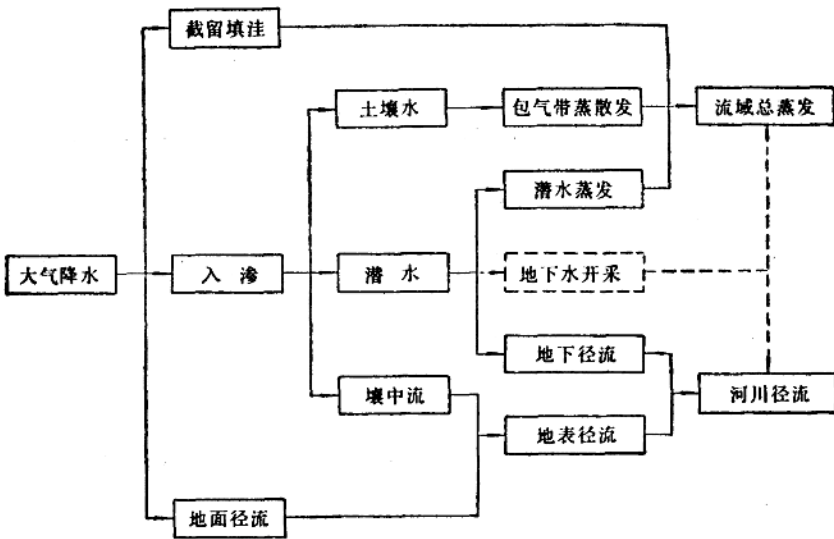 截留填洼
土壤水
包气带蒸散发
流域总蒸发
潜水蒸发
大气降水
入渗
潜水
地下水开采
地下径流
壤中流
河川径流
地表径流
地面径流